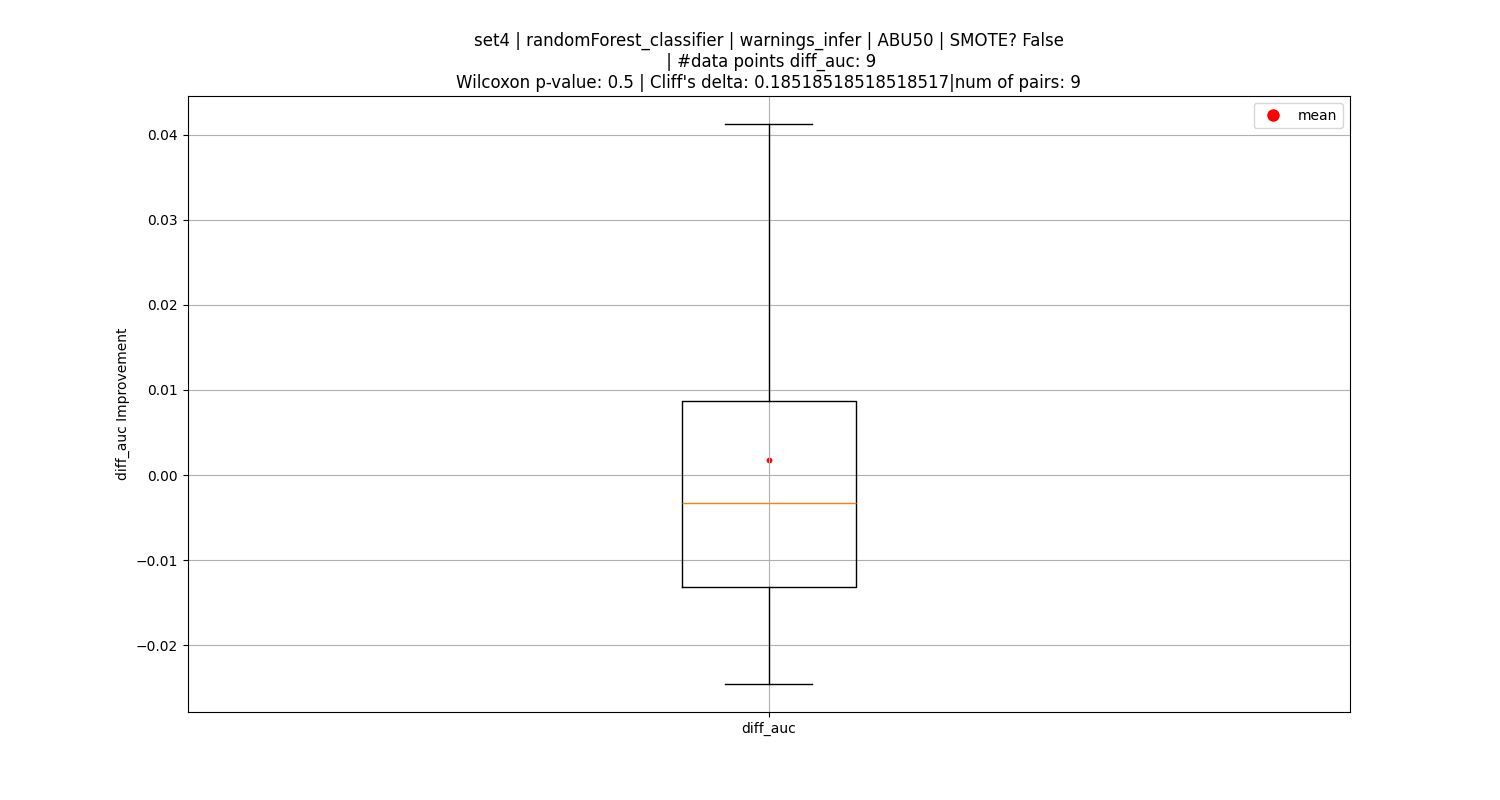 set4 | randomForest_classifier | warnings_infer | ABU50 | SMOTE? False
| #data points diff_auc: 9
Wilcoxon p-value: 0.5 | Cliff's delta: 0.18518518518518517|num of pairs: 9
mean
0.04
0.03
0.02
0.01
0.00
−0.01
−0.02
diff_auc Improvement
diff_auc